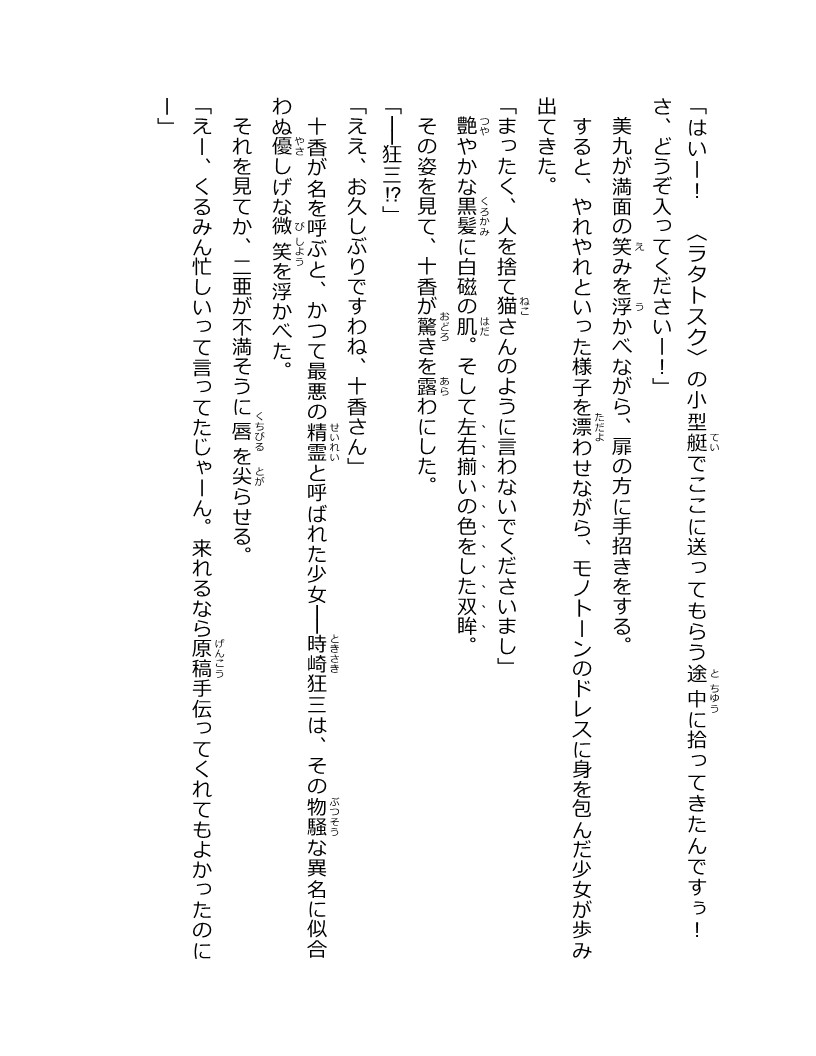 「はいー！　〈ラタトスク〉の小型艇でここに送ってもらう途中に拾ってきたんですぅ！
さ、どうぞ入ってくださいー！」
　美九が満面の笑みを浮かべながら、扉の方に手招きをする。
　すると、やれやれといった様子を漂わせながら、モノトーンのドレスに身を包んだ少女が歩み
出てきた。
「まったく、人を捨て猫さんのように言わないでくださいまし」
　艶やかな黒髪に白磁の肌。そして左右揃いの色をした双眸。
　その姿を見て、十香が驚きを露わにした。
「──狂三!?」
「ええ、お久しぶりですわね、十香さん」
　十香が名を呼ぶと、かつて最悪の精霊と呼ばれた少女──時崎狂三は、その物騒な異名に似合
わぬ優しげな微笑を浮かべた。
　それを見てか、二亜が不満そうに唇を尖らせる。
「えー、くるみん忙しいって言ってたじゃーん。来れるなら原稿手伝ってくれてもよかったのに
ー」